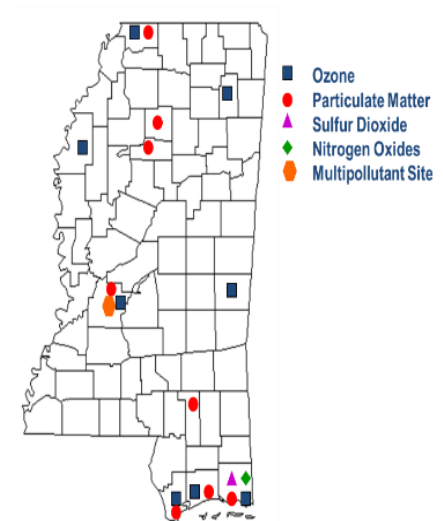 Ozone
Particulate Matter
Sulfur Dioxide
Nitrogen Oxides
Multipollutant Site